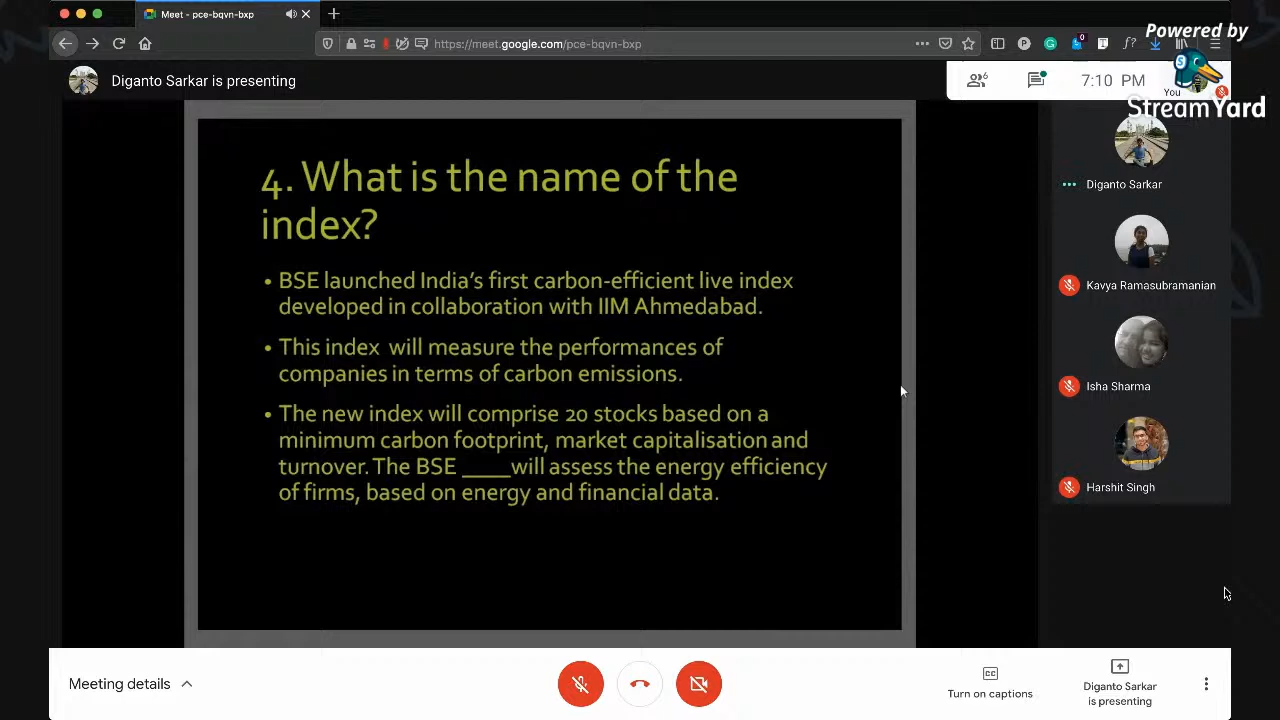 Meet - pce-bqvn-bxp
https://meet.google.com/pce-bqvn-bxp
Powered by
StreamYard
Diganto Sarkar is presenting
6
7:10 PM
You
4. What is the name of the
index?
• BSE launched India's first carbon-efficient live index
developed in collaboration with IIM Ahmedabad.
• This index will measure the performances of
companies in terms of carbon emissions.
• The new index will comprise 20 stocks based on a
minimum carbon footprint, market capitalisation and
turnover. The BSE ____will assess the energy efficiency
of firms, based on energy and financial data.
Diganto Sarkar
Kavya Ramasubramanian
Isha Sharma
Harshit Singh
Meeting details
Turn on captions
Diganto Sarkar
is presenting